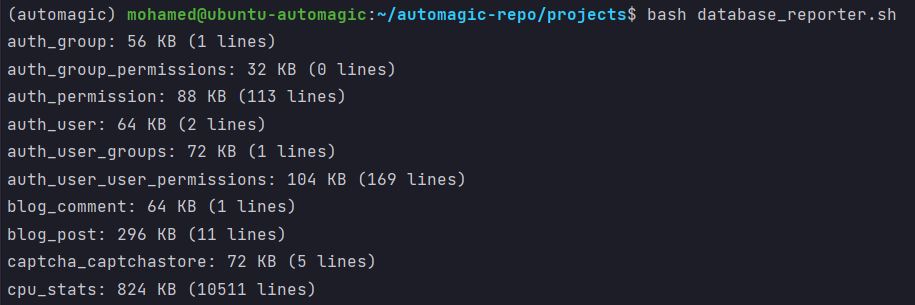 (automagic) mohamed@ubuntu-automagic:~/automagic-repo/projects$ bash database_reporter.sh
auth_group: 56 KB (1 lines)
auth_group_permissions: 32 KB (0 lines)
auth_permission: 88 KB (113 lines)
auth_user: 64 KB (2 lines)
auth_user_groups: 72 KB (1 lines)
auth_user_user_permissions: 104 KB (169 lines)
blog_comment: 64 KB (1 lines)
blog_post: 296 KB (11 lines)
captcha_captchastore: 72 KB (5 lines)
cpu_stats: 824 KB (10511 lines)